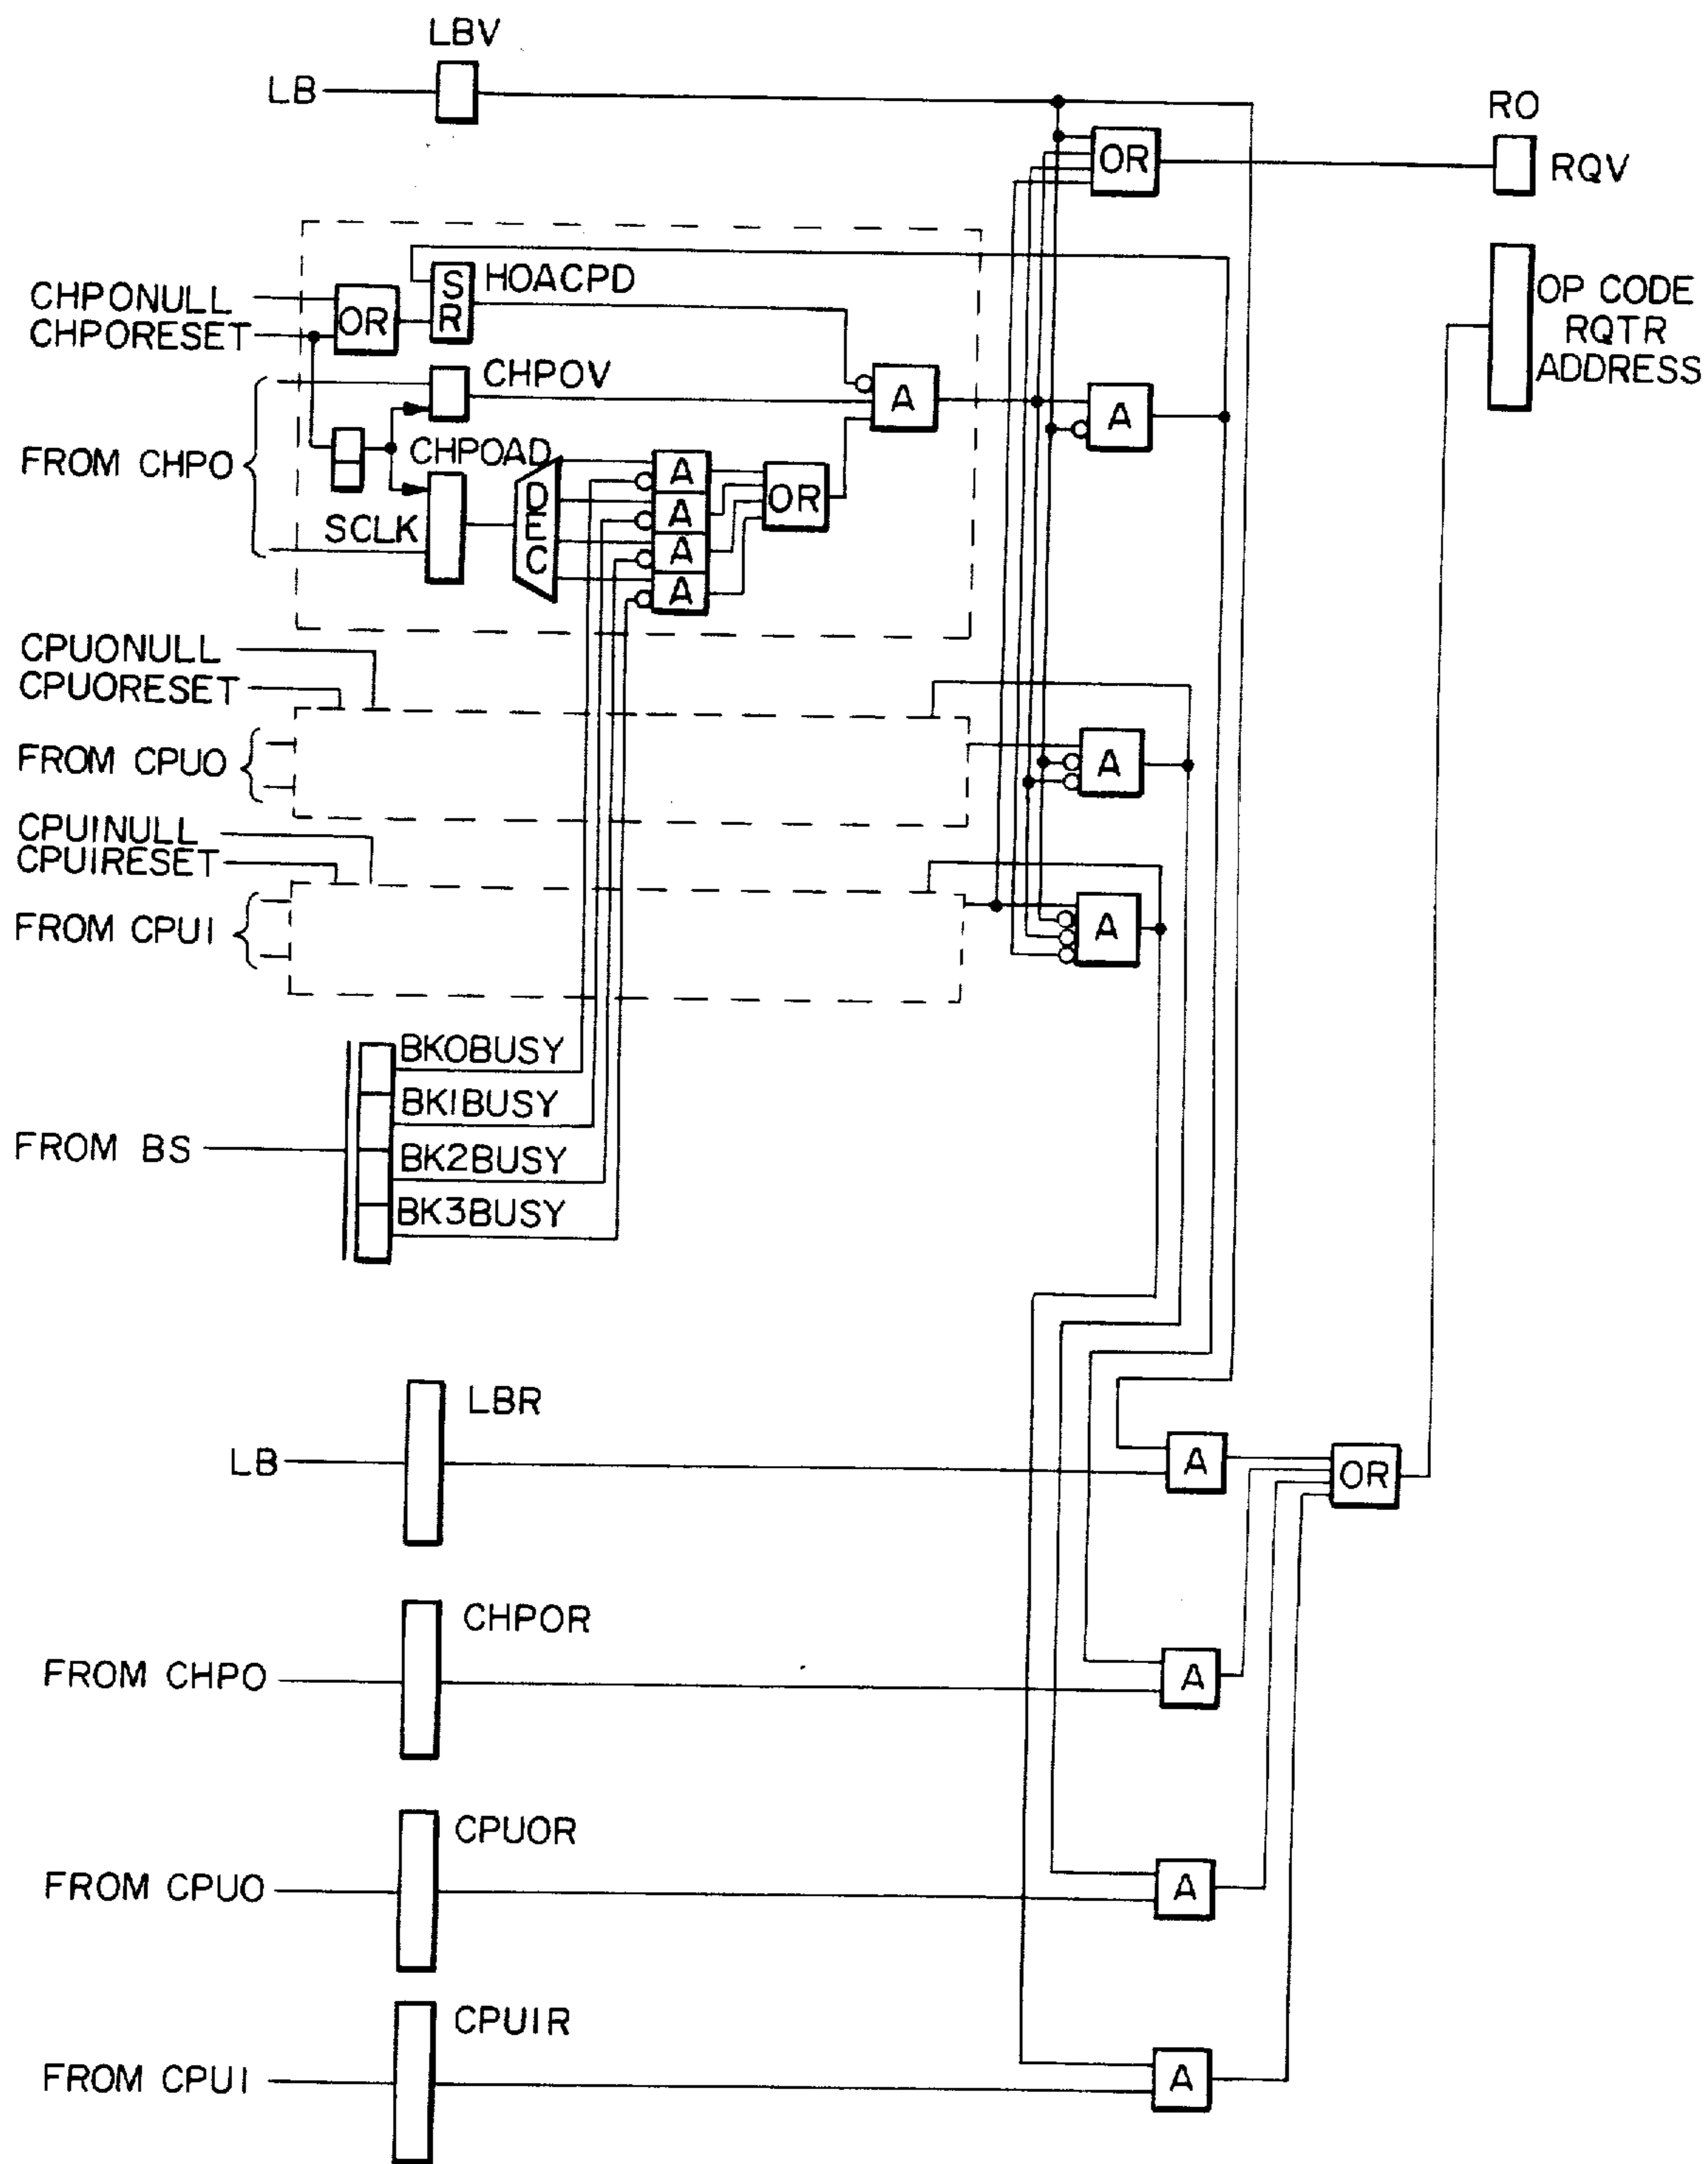 LBV
LB
RO
OR
RQV
CHPONULL
CHPORESET
OR
S
R
HOACPD
OP CODE
RQTR
ADDRESS
CHPOV
A
A
FROM CHPO
CHPOAD
SCLK
DEC
A
A
A
A
OR
CPUONULL
CPUORESET
FROM CPUO
A
CPUINULL
CPUIRESET
FROM CPUI
A
BKOBUSY
BKIBUSY
FROM BS
BK2BUSY
BK3BUSY
LBR
LB
A
OR
CHPOR
FROM CHPO
A
CPUOR
FROM CPUO
A
CPUIR
FROM CPUI
A